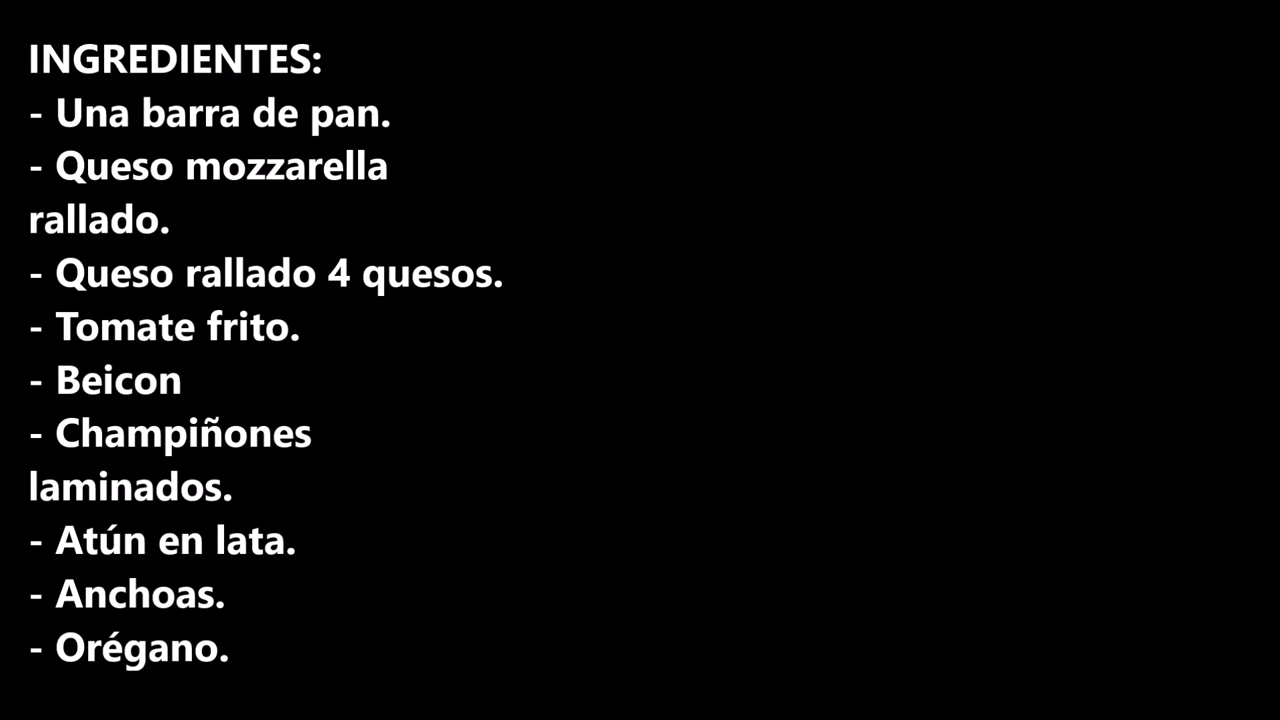 INGREDIENTES:
- Una barra de pan.
- Queso mozzarella
rallado.
- Queso rallado 4 quesos.
- Tomate frito.
- Beicon
- Champiñones
laminados.
- Atún en lata.
- Anchoas.
- Orégano.